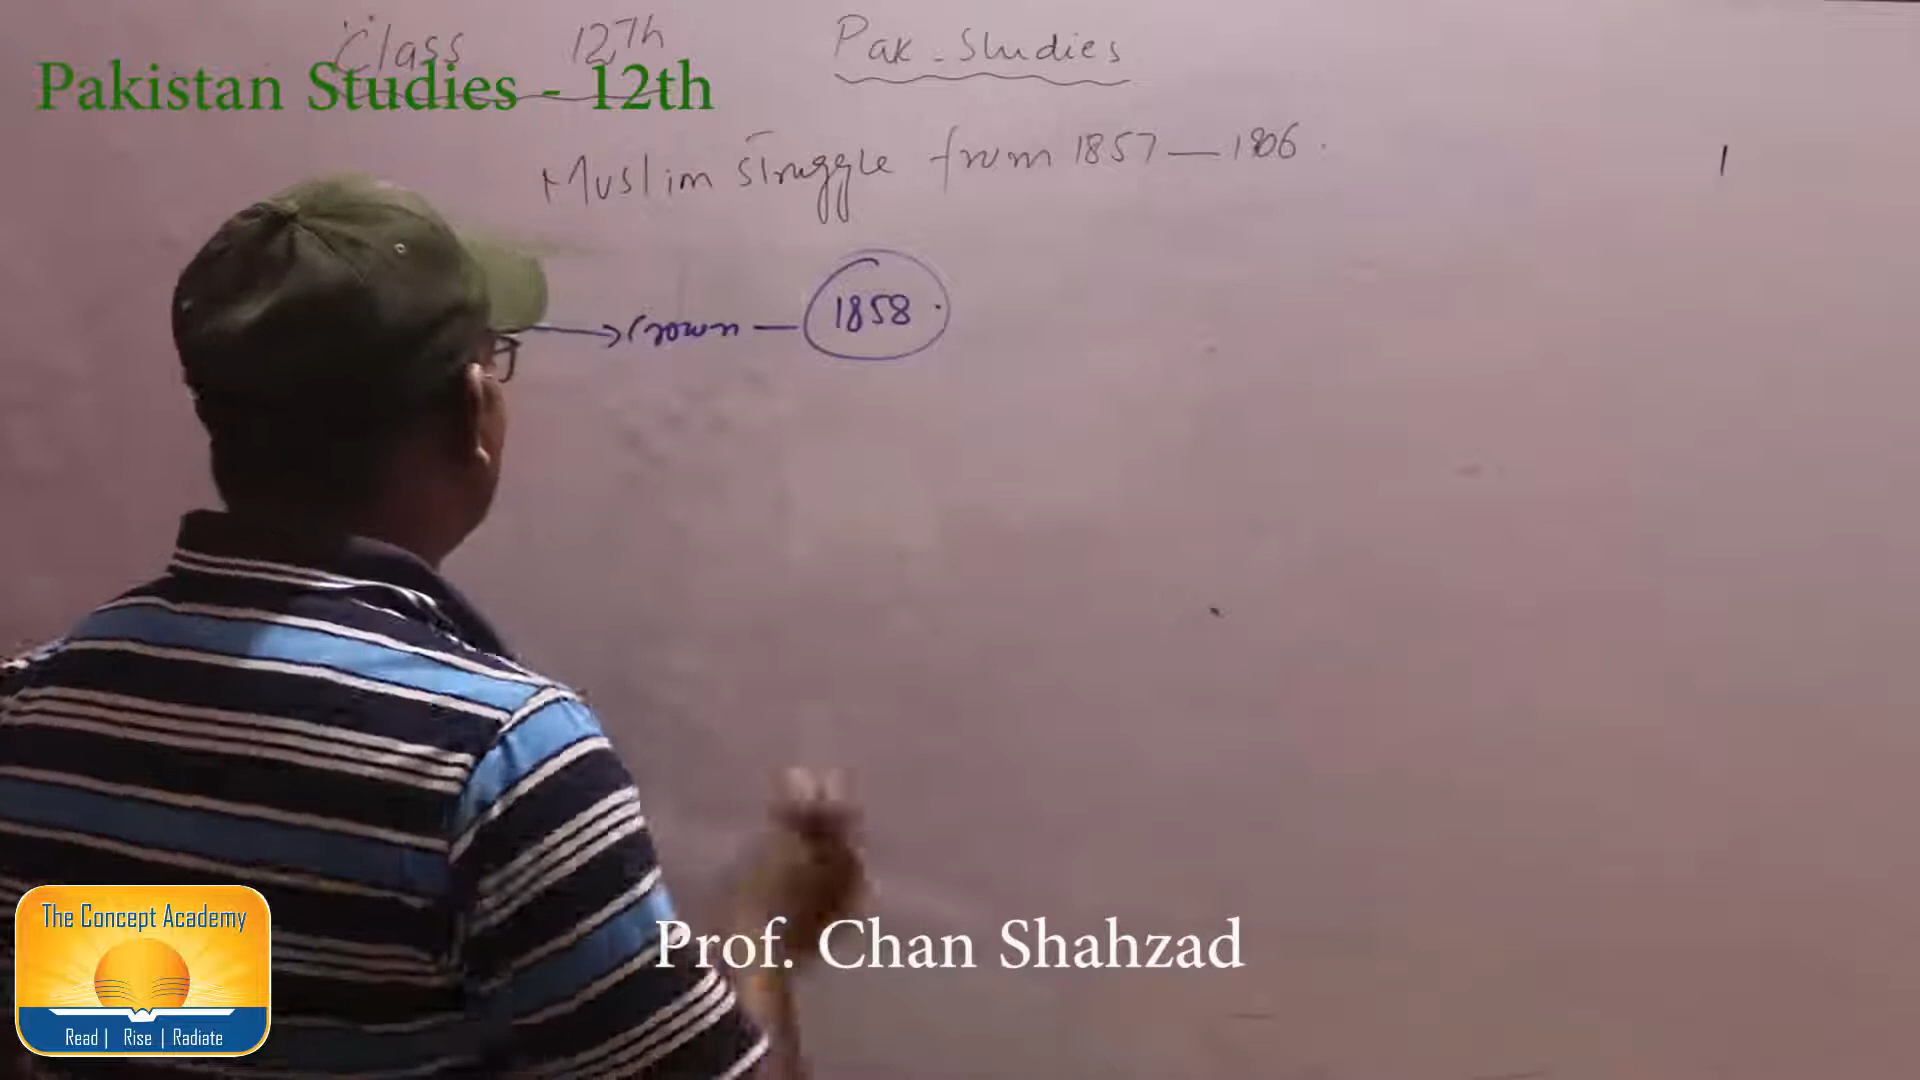 Class 12Th Pak-Studies
Pakistan Studies - 12th
Muslim struggle from 1857 — 1806.
→ Crown — 1858.
Prof. Chan Shahzad
The Concept Academy
Read | Rise | Radiate